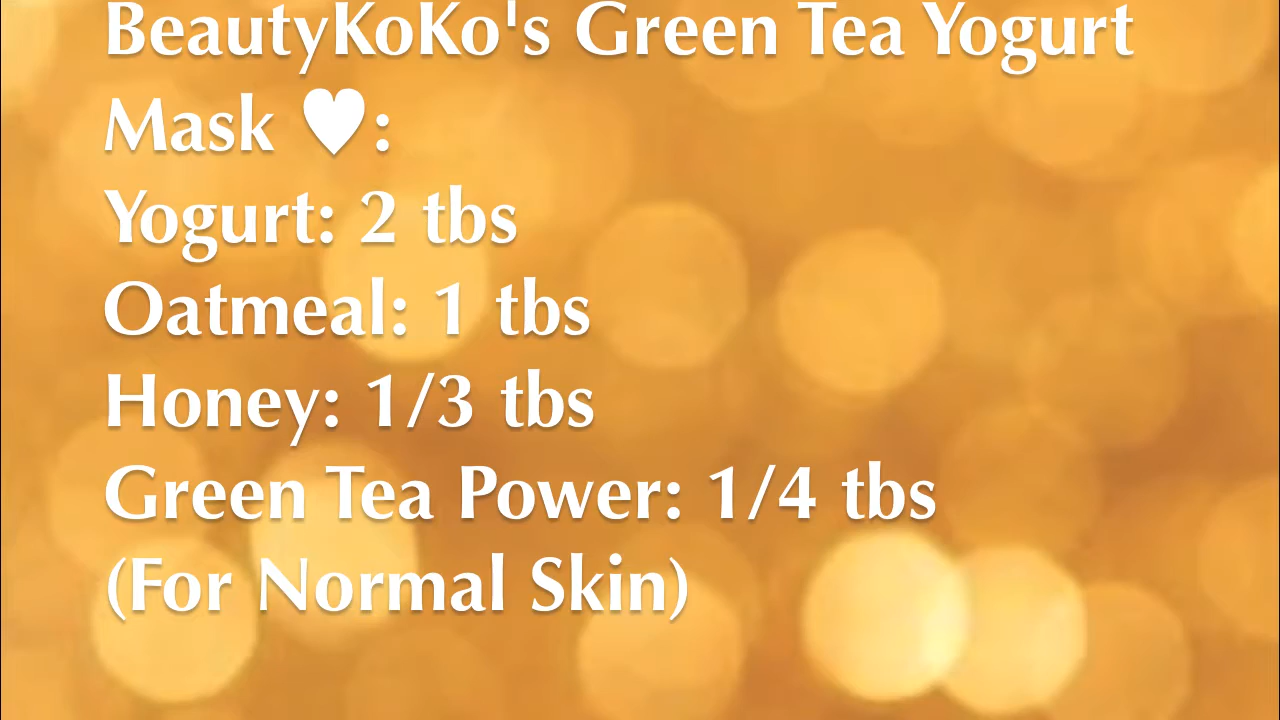 BeautyKoKo's Green Tea Yogurt
Mask ♥:
Yogurt: 2 tbs
Oatmeal: 1 tbs
Honey: 1/3 tbs
Green Tea Power: 1/4 tbs
(For Normal Skin)